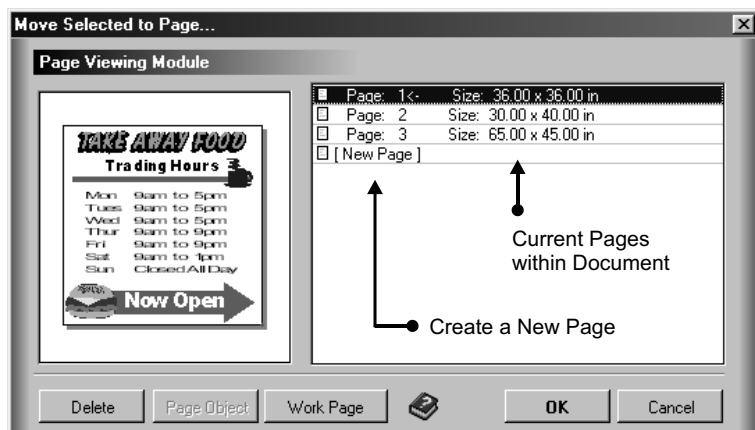 Move Selected to Page...
Page Viewing Module
TAKE AWAY FOOD
Trading Hours
Mon 9am to 5pm
Tues 9am to 5pm
Wed 9am to 5pm
Thur 9am to 9pm
Fri 9am to 9pm
Sat 9am to 1pm
Sun Closed All Day
Now Open
Page: 1<- Size: 36.00 x 36.00 in
Page: 2 Size: 30.00 x 40.00 in
Page: 3 Size: 65.00 x 45.00 in
[ New Page ]
Current Pages
within Document
Create a New Page
Delete
Page Object
Work Page
OK
Cancel